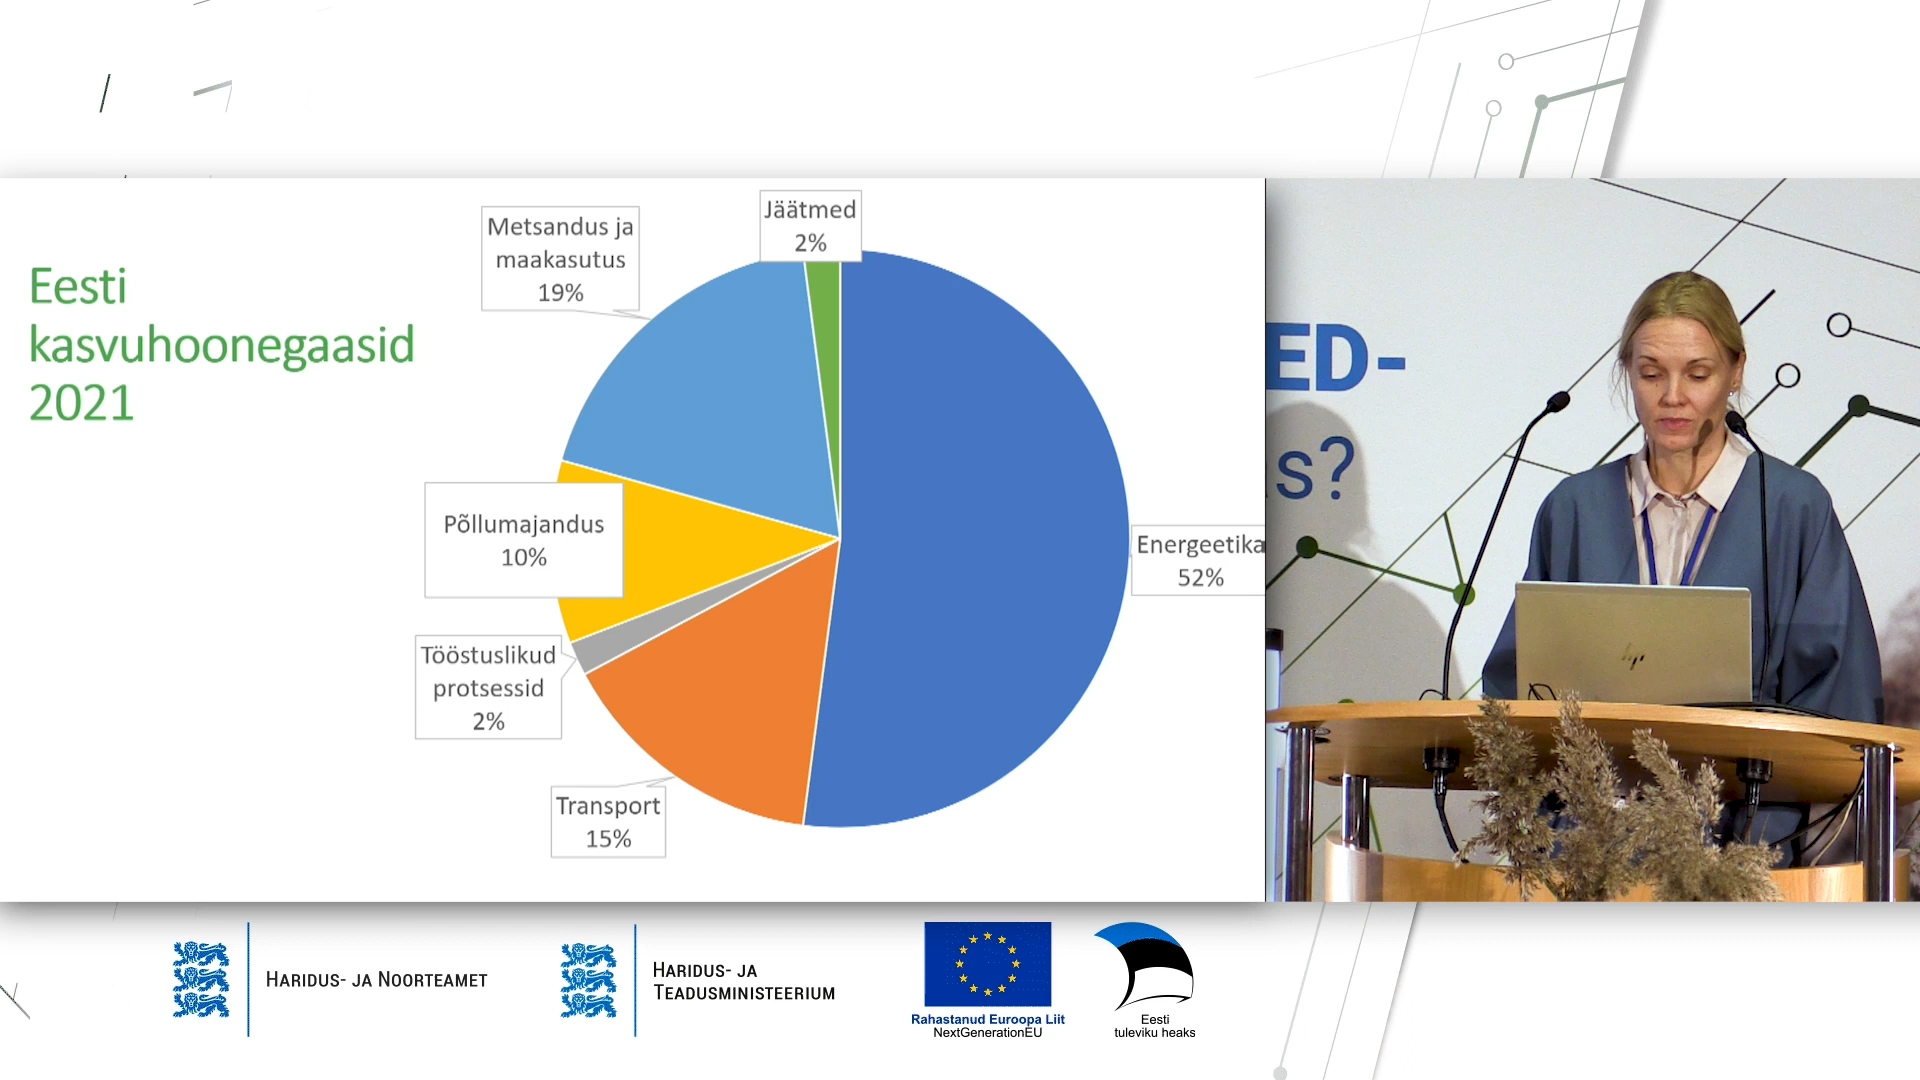 Eesti
kasvuhoonegaasid
2021
Metsandus ja
maakasutus
19%
Jäätmed
2%
Põllumajandus
10%
Tööstuslikud
protsessid
2%
Transport
15%
Energeetika
52%
ED-
s?
hp
HARIDUS- JA NOORTEAMET
HARIDUS- JA
TEADUSMINISTEERIUM
Rahastanud Euroopa Liit
NextGenerationEU
Eesti
tuleviku heaks